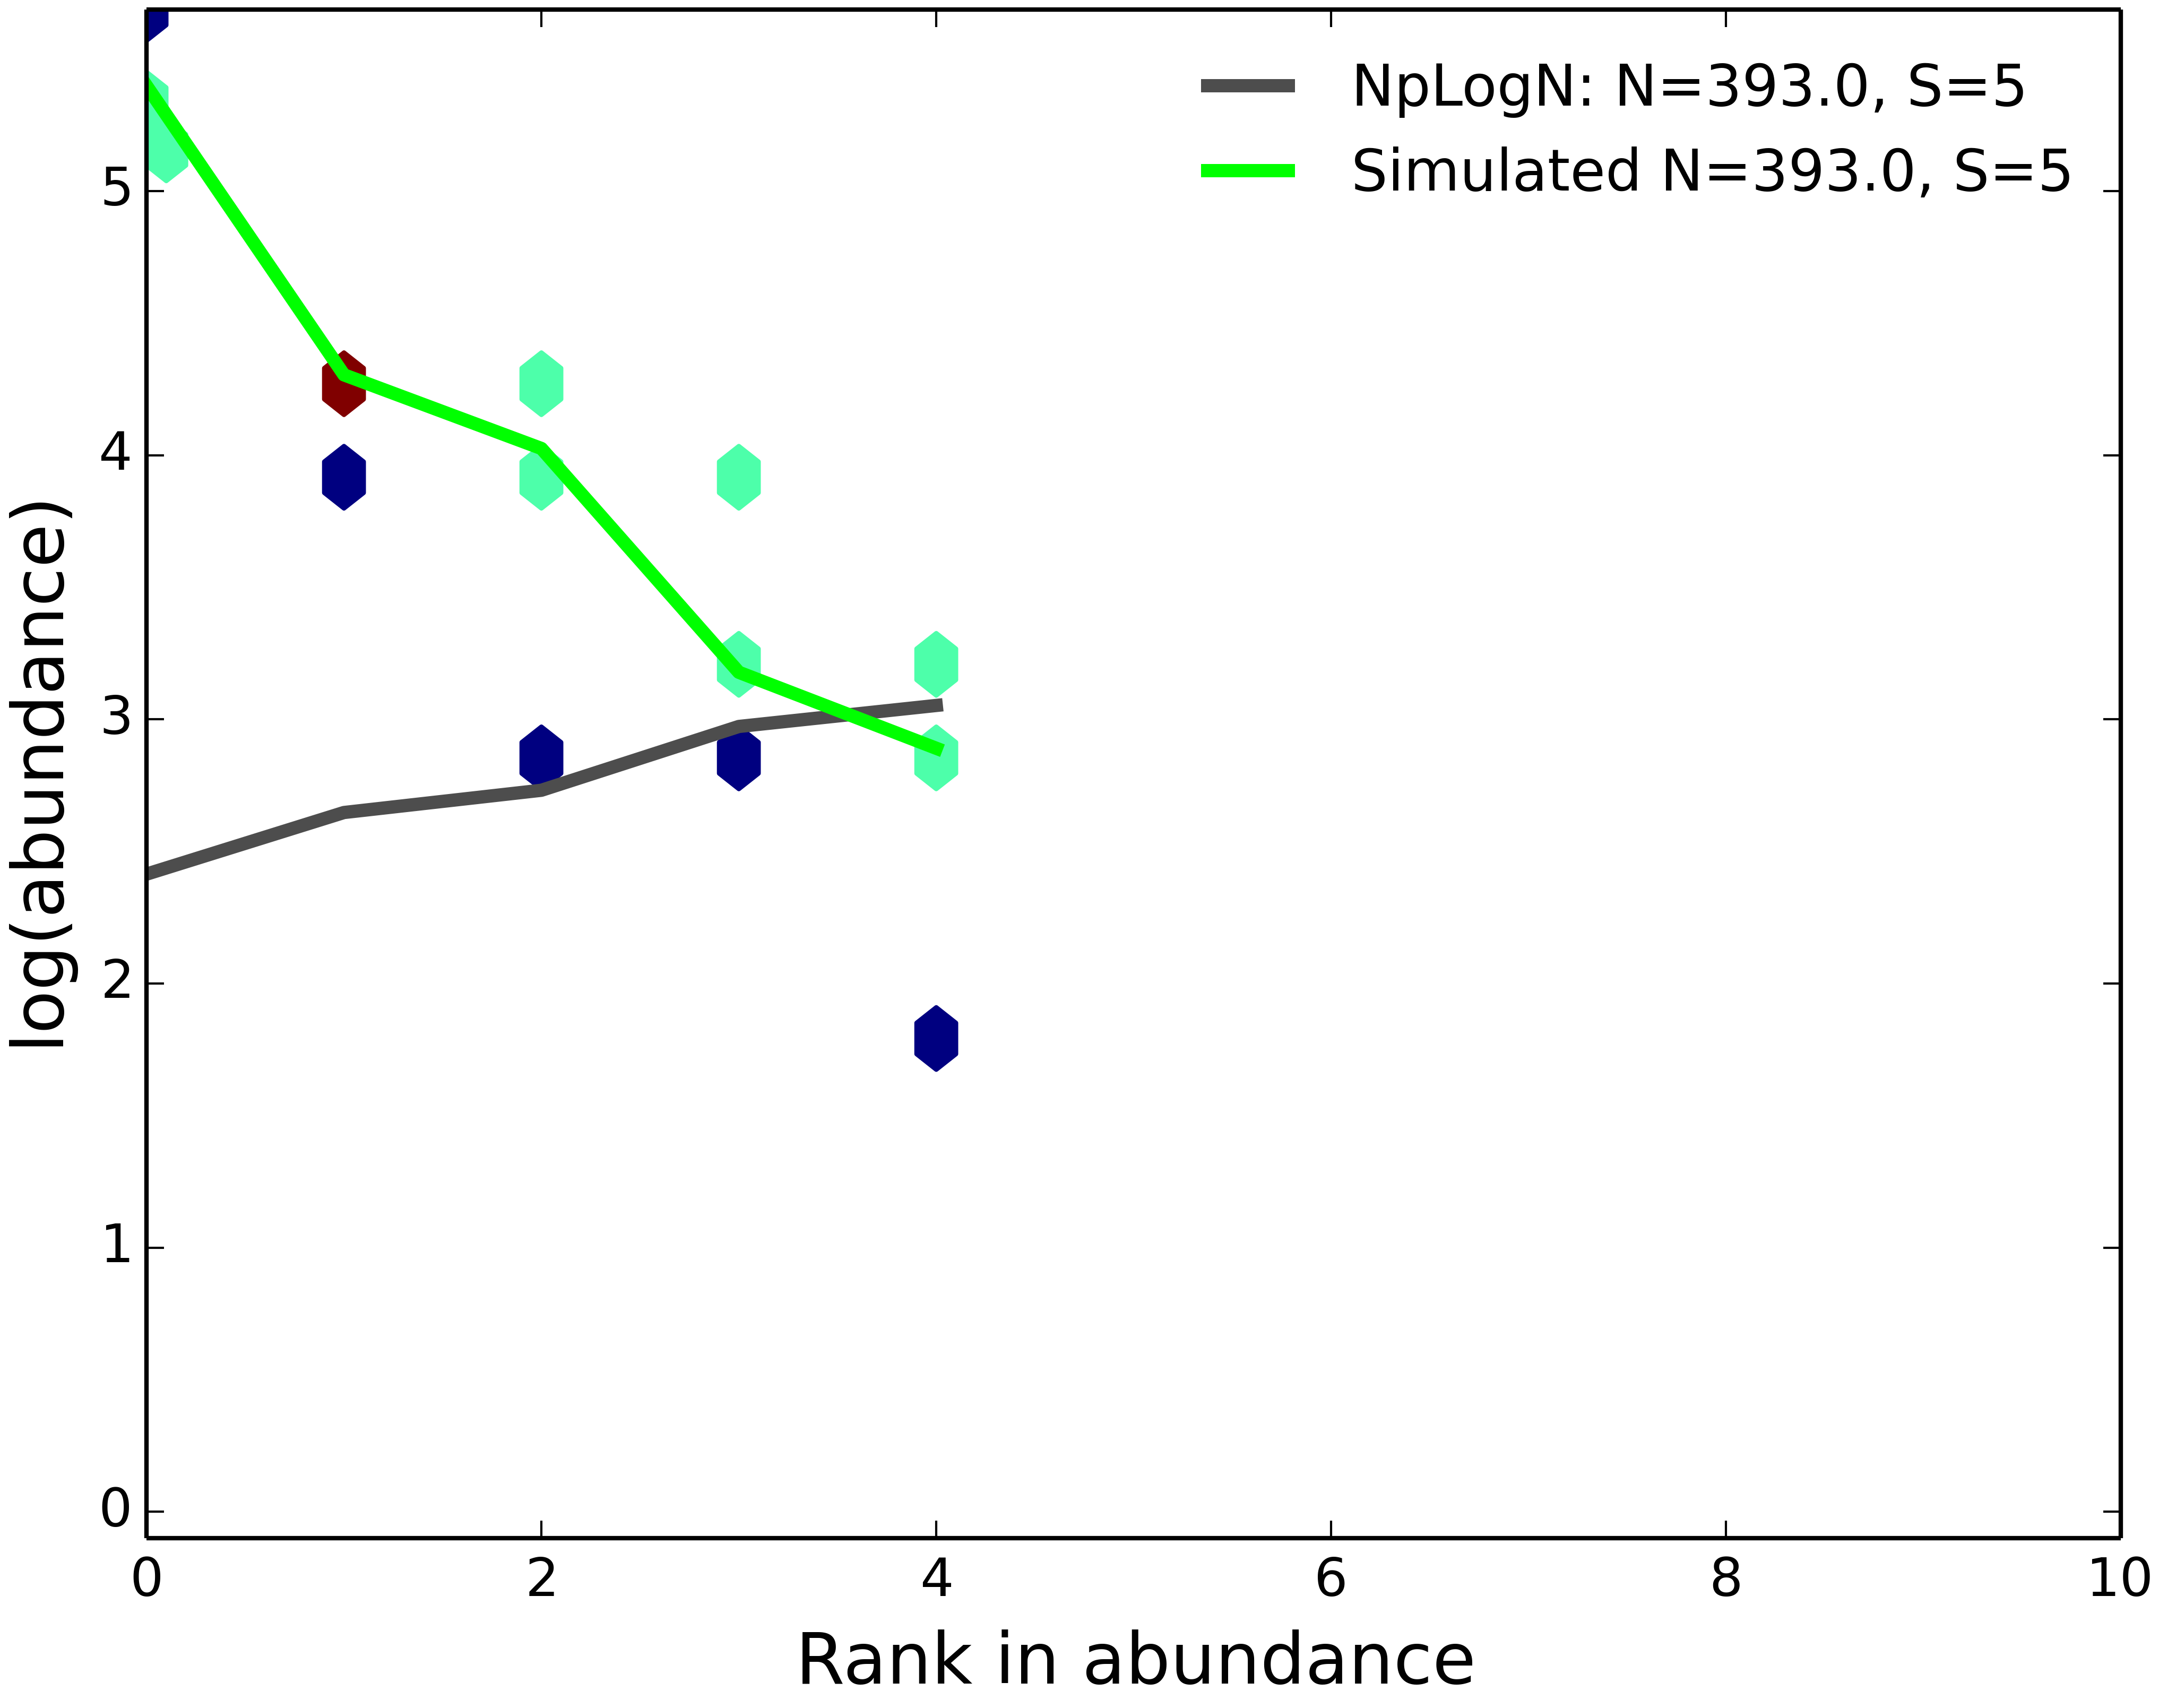 NpLogN: N=393.0, S=5
Simulated N=393.0, S=5
5
4
3
2
1
0
0 2 4 6 8 10
log(abundance)
Rank in abundance